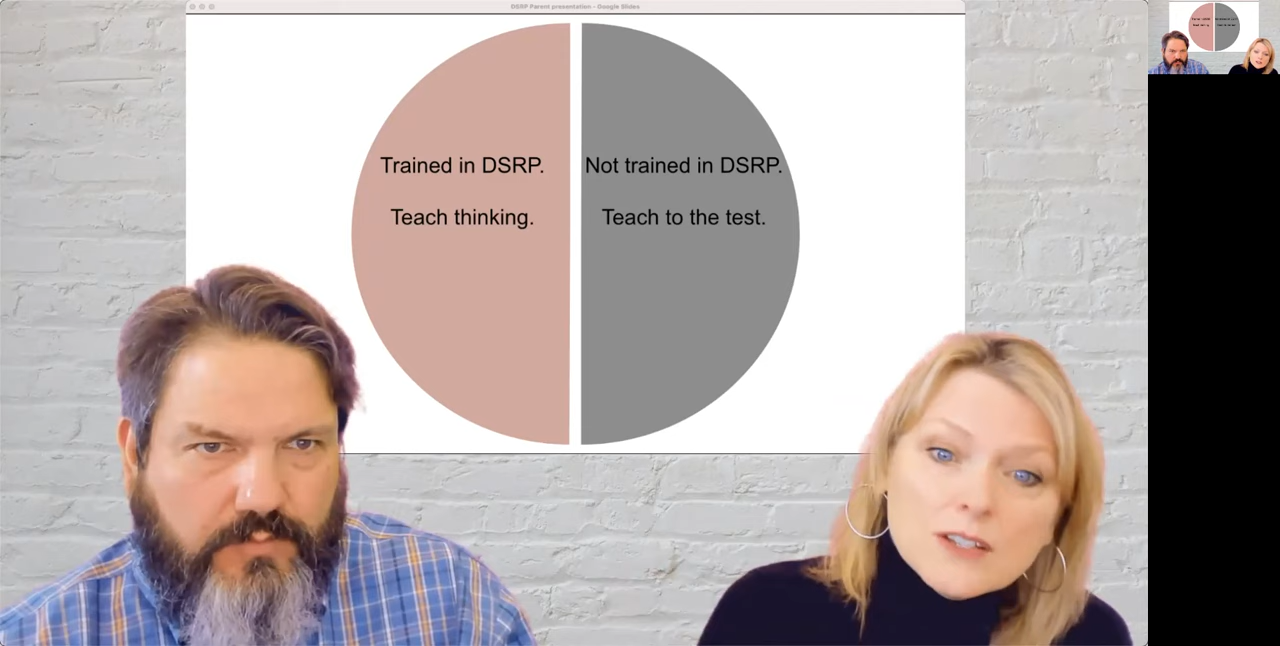 DSRP Parent presentation - Google Slides
Trained in DSRP.
Not trained in DSRP.
Teach thinking.
Teach to the test.